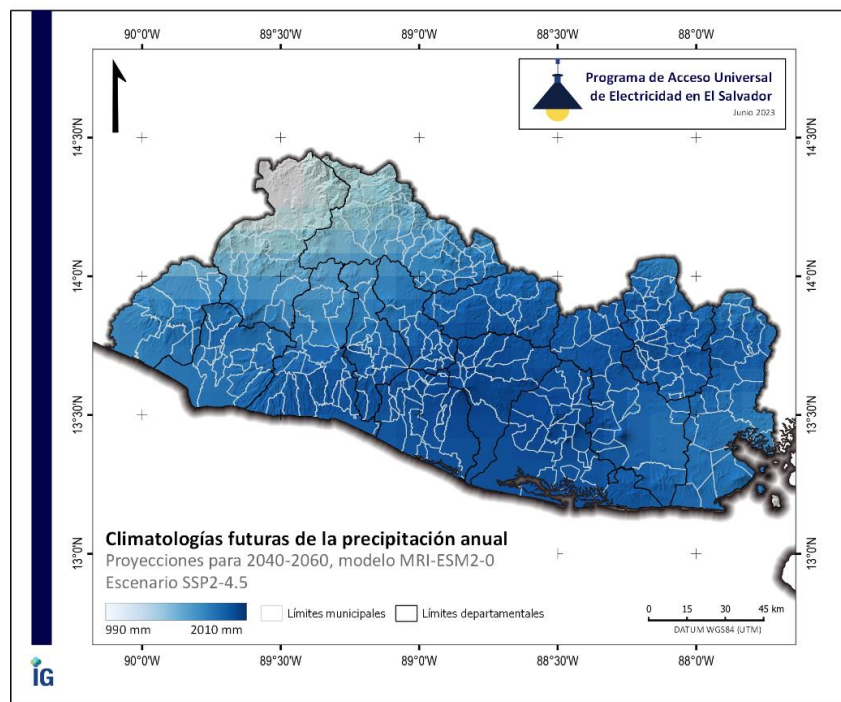 90°0'W 89°30'W 89°0'W 88°30'W 88°0'W
Programa de Acceso Universal
de Electricidad en El Salvador
Junio 2023
14°30'N
14°30'N
14°0'N
14°0'N
13°30'N
13°30'N
13°0'N
13°0'N
Climatologías futuras de la precipitación anual
Proyecciones para 2040-2060, modelo MRI-ESM2-0
Escenario SSP2-4.5
990 mm 2010 mm
Límites municipales
Límites departamentales
0 15 30 45 km
DATUM WGS84 (UTM)
90°0'W 89°30'W 89°0'W 88°30'W 88°0'W
IG